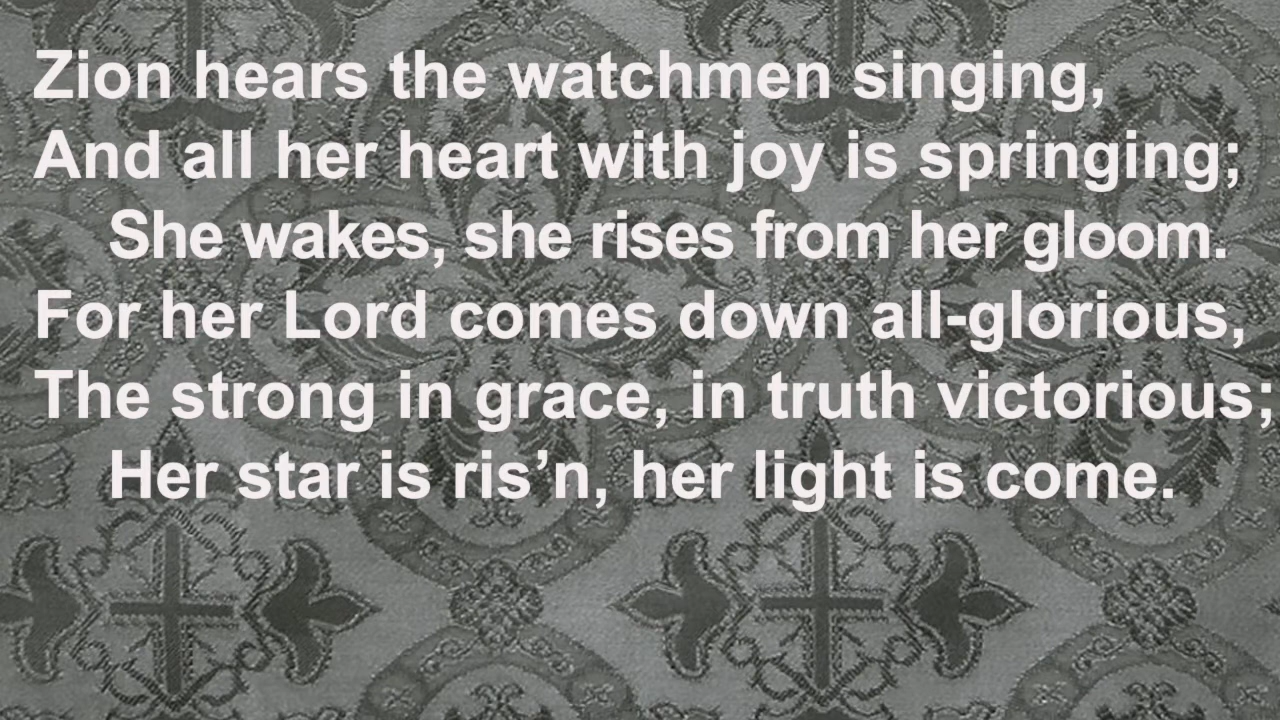 Zion hears the watchmen singing,
And all her heart with joy is springing;
She wakes, she rises from her gloom.
For her Lord comes down all-glorious,
The strong in grace, in truth victorious;
Her star is ris’n, her light is come.